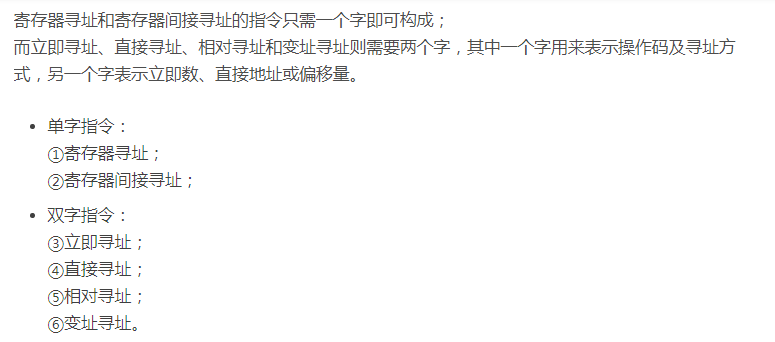 寄存器寻址和寄存器间接寻址的指令只需一个字即可构成；
而立即寻址、直接寻址、相对寻址和变址寻址则需要两个字，其中一个字用来表示操作码及寻址方
式，另一个字表示立即数、直接地址或偏移量。
• 单字指令：
①寄存器寻址；
②寄存器间接寻址；
• 双字指令：
③立即寻址；
④直接寻址；
⑤相对寻址；
⑥变址寻址。